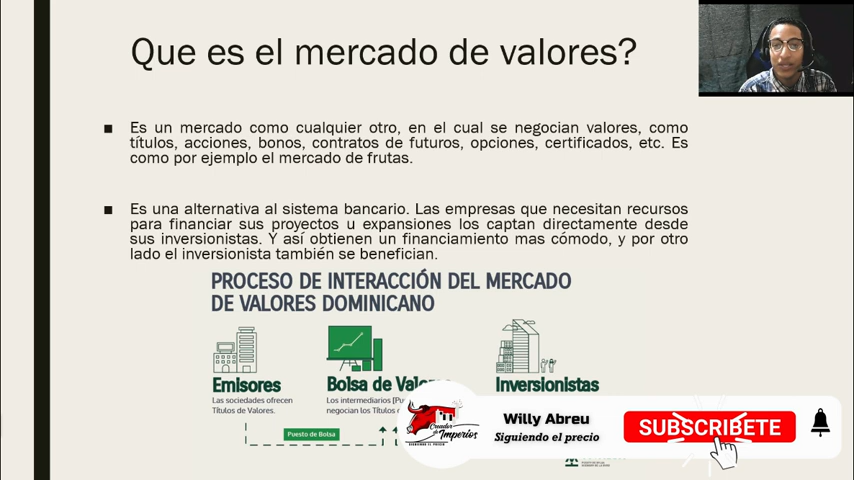 Que es el mercado de valores?
Es un mercado como cualquier otro, en el cual se negocian valores, como
títulos, acciones, bonos, contratos de futuros, opciones, certificados, etc. Es
como por ejemplo el mercado de frutas.
Es una alternativa al sistema bancario. Las empresas que necesitan recursos
para financiar sus proyectos u expansiones los captan directamente desde
sus inversionistas. Y así obtienen un financiamiento mas cómodo, y por otro
lado el inversionista también se benefician.
PROCESO DE INTERACCIÓN DEL MERCADO
DE VALORES DOMINICANO
Emisores
Las sociedades ofrecen
Títulos de Valores.
Bolsa de
Los intermediarios
negocian los Títulos
Inversionistas
Puesto de Bolsa
Creador
de Imperios
Willy Abreu
Siguiendo el precio
SUBSCRIBETE